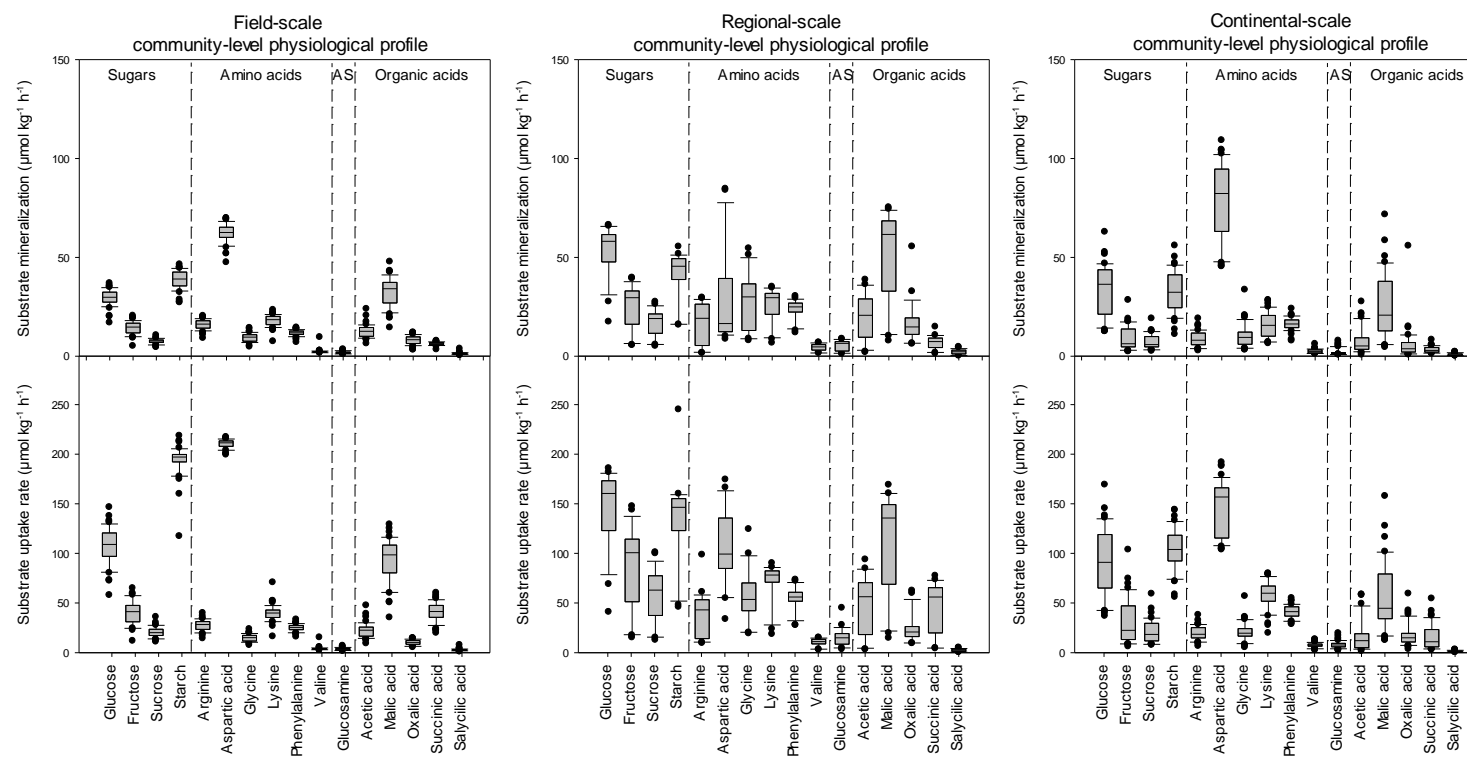 Field-scale
community-level physiological profile
Regional-scale
community-level physiological profile
Continental-scale
community-level physiological profile
Substrate mineralization (µmol kg⁻¹ h⁻¹)
150
100
50
0
Sugars
Amino acids
AS
Organic acids
Substrate mineralization (µmol kg⁻¹ h⁻¹)
150
100
50
0
Sugars
Amino acids
AS
Organic acids
Substrate mineralization (µmol kg⁻¹ h⁻¹)
150
100
50
0
Sugars
Amino acids
AS
Organic acids
Substrate uptake rate (µmol kg⁻¹ h⁻¹)
250
200
150
100
50
0
Substrate uptake rate (µmol kg⁻¹ h⁻¹)
250
200
150
100
50
0
Substrate uptake rate (µmol kg⁻¹ h⁻¹)
250
200
150
100
50
0
Glucose
Fructose
Sucrose
Starch
Arginine
Aspartic acid
Glycine
Lysine
Phenylalanine
Valine
Glucosamine
Acetic acid
Malic acid
Oxalic acid
Succinic acid
Salycilic acid
Glucose
Fructose
Sucrose
Starch
Arginine
Aspartic acid
Glycine
Lysine
Phenylalanine
Valine
Glucosamine
Acetic acid
Malic acid
Oxalic acid
Succinic acid
Salycilic acid
Glucose
Fructose
Sucrose
Starch
Arginine
Aspartic acid
Glycine
Lysine
Phenylalanine
Valine
Glucosamine
Acetic acid
Malic acid
Oxalic acid
Succinic acid
Salycilic acid